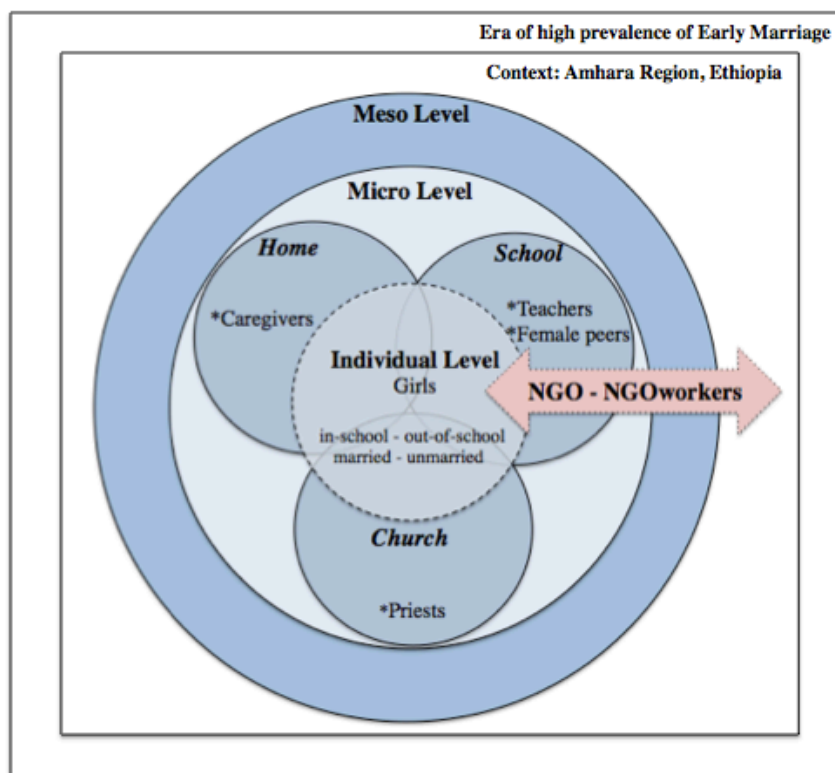 Era of high prevalence of Early Marriage
Context: Amhara Region, Ethiopia
Meso Level
Micro Level
Home
*Caregivers
School
*Teachers
*Female peers
Individual Level
Girls
in-school - out-of-school
married - unmarried
NGO - NGOworkers
Church
*Priests